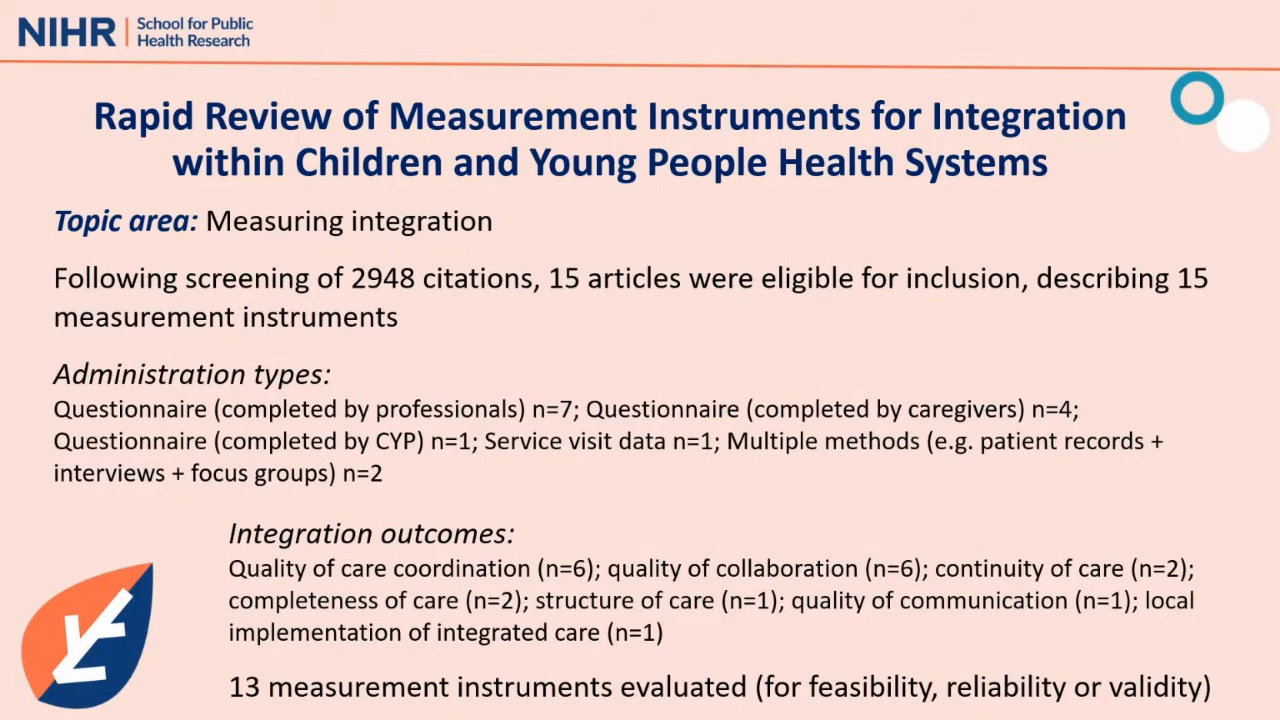 NIHR | School for Public
Health Research
Rapid Review of Measurement Instruments for Integration
within Children and Young People Health Systems
Topic area: Measuring integration
Following screening of 2948 citations, 15 articles were eligible for inclusion, describing 15
measurement instruments
Administration types:
Questionnaire (completed by professionals) n=7; Questionnaire (completed by caregivers) n=4;
Questionnaire (completed by CYP) n=1; Service visit data n=1; Multiple methods (e.g. patient records +
interviews + focus groups) n=2
Integration outcomes:
Quality of care coordination (n=6); quality of collaboration (n=6); continuity of care (n=2);
completeness of care (n=2); structure of care (n=1); quality of communication (n=1); local
implementation of integrated care (n=1)
13 measurement instruments evaluated (for feasibility, reliability or validity)